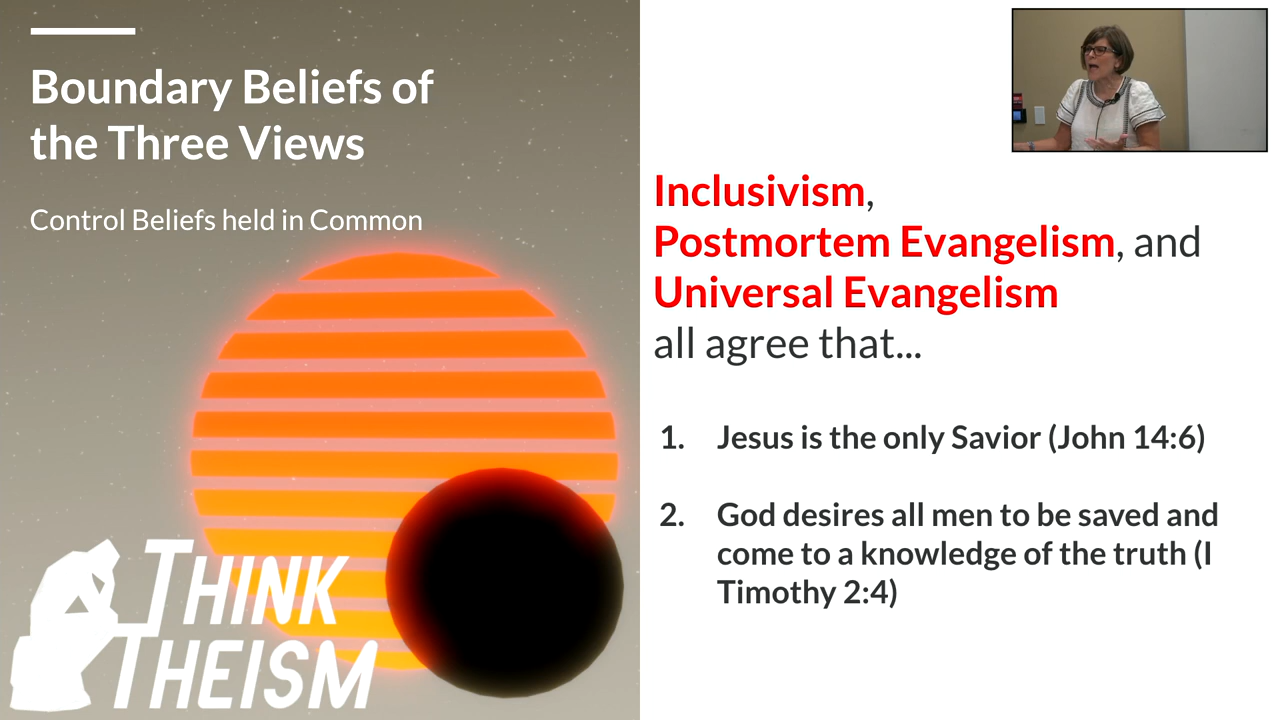 Boundary Beliefs of
the Three Views
Control Beliefs held in Common
THINK
THEISM
Inclusivism,
Postmortem Evangelism, and
Universal Evangelism
all agree that...
1. Jesus is the only Savior (John 14:6)
2. God desires all men to be saved and
come to a knowledge of the truth (I
Timothy 2:4)